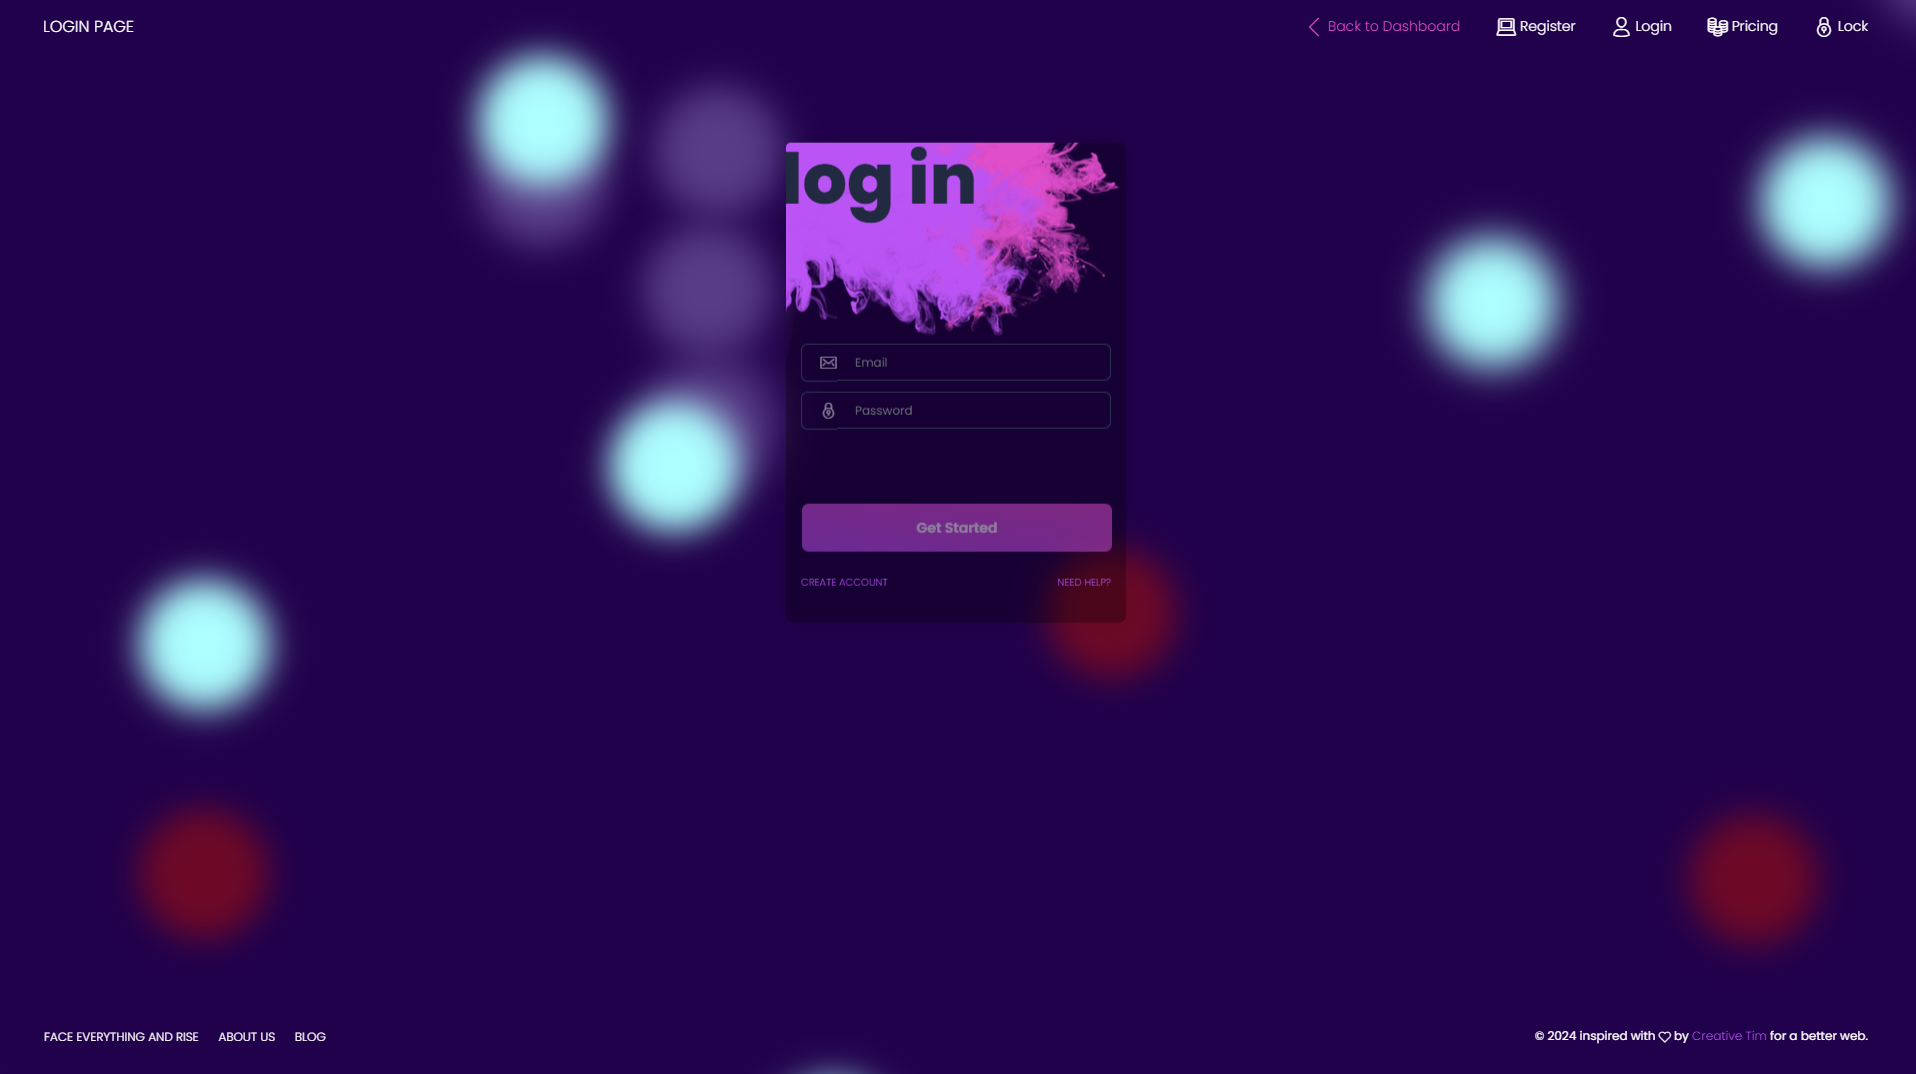 LOGIN PAGE
Back to Dashboard
Register
Login
Pricing
Lock
log in
Email
Password
Get Started
CREATE ACCOUNT
NEED HELP?
FACE EVERYTHING AND RISE
ABOUT US
BLOG
© 2024 inspired with by Creative Tim for a better web.